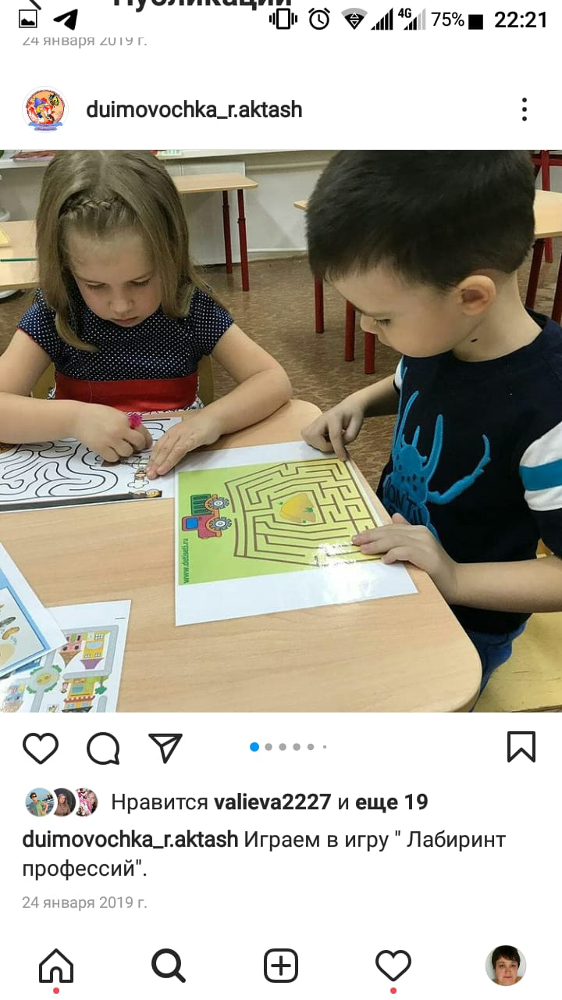 Публикации
4G 75% 22:21
24 января 2019 г.
duimovochka_r.aktash
www.detiseti.ru
Нравится valieva2227 и еще 19
duimovochka_r.aktash Играем в игру " Лабиринт
профессий".
24 января 2019 г.